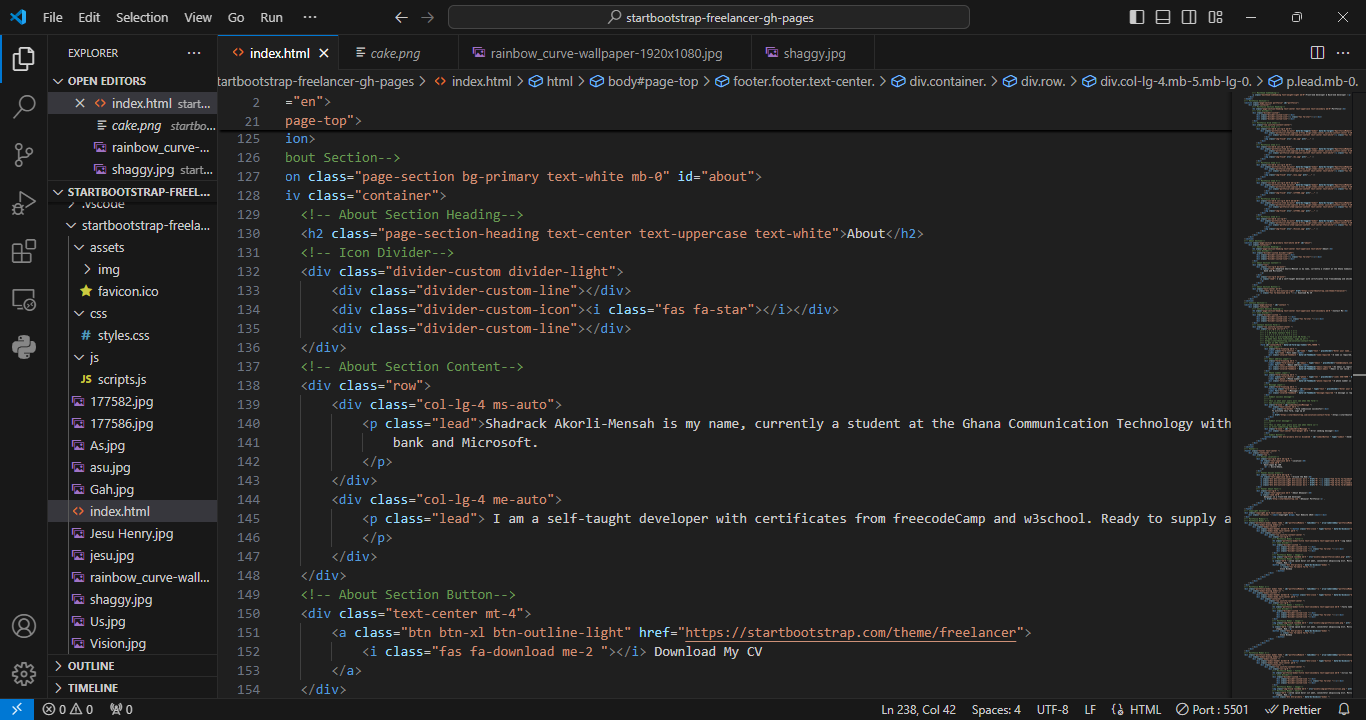 File Edit Selection View Go Run ··· startbootstrap-freelancer-gh-pages
EXPLORER ···
OPEN EDITORS
index.html start...
cake.png startbo...
rainbow_curve-...
shaggy.jpg start...
STARTBOOTSTRAP-FREEL...
.vscode
startbootstrap-freela...
assets
img
favicon.ico
css
# styles.css
js
JS scripts.js
177582.jpg
177586.jpg
As.jpg
asu.jpg
Gah.jpg
<> index.html
Jesu Henry.jpg
jesu.jpg
rainbow_curve-wall...
shaggy.jpg
Us.jpg
Vision.jpg
OUTLINE
TIMELINE
<> index.html cake.png rainbow_curve-wallpaper-1920x1080.jpg shaggy.jpg ···
tartbootstrap-freelancer-gh-pages > <> index.html > html > body#page-top > footer.footer.text-center. > div.container. > div.row. > div.col-lg-4.mb-5.mb-lg-0. > p.lead.mb-0.
2 ="en">
21 page-top">
125 ion>
126 bout Section-->
127 on class="page-section bg-primary text-white mb-0" id="about">
128 iv class="container">
129 <!-- About Section Heading-->
130 <h2 class="page-section-heading text-center text-uppercase text-white">About</h2>
131 <!-- Icon Divider-->
132 <div class="divider-custom divider-light">
133 <div class="divider-custom-line"></div>
134 <div class="divider-custom-icon"><i class="fas fa-star"></i></div>
135 <div class="divider-custom-line"></div>
136 </div>
137 <!-- About Section Content-->
138 <div class="row">
139 <div class="col-lg-4 ms-auto">
140 <p class="lead">Shadrack Akorli-Mensah is my name, currently a student at the Ghana Communication Technology with
141 bank and Microsoft.
142 </p>
143 </div>
144 <div class="col-lg-4 me-auto">
145 <p class="lead"> I am a self-taught developer with certificates from freecodeCamp and w3school. Ready to supply a
146 </p>
147 </div>
148 </div>
149 <!-- About Section Button-->
150 <div class="text-center mt-4">
151 <a class="btn btn-xl btn-outline-light" href="https://startbootstrap.com/theme/freelancer">
152 <i class="fas fa-download me-2 "></i> Download My CV
153 </a>
154 </div>
0 0 0 Ln 238, Col 42 Spaces: 4 UTF-8 LF {} HTML Port : 5501 Prettier